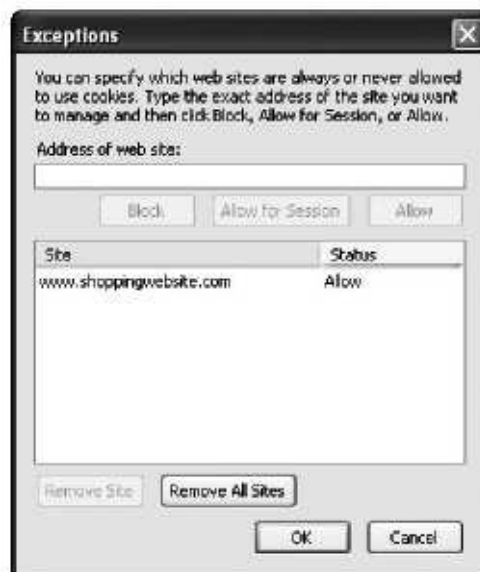 Exceptions
You can specify which web sites are always or never allowed
to use cookies. Type the exact address of the site you want
to manage and then click Block, Allow for Session, or Allow.
Address of web site:
Block Allow for Session Allow
Site Status
www.shoppingwebsite.com Allow
Remove Site Remove All Sites
OK Cancel